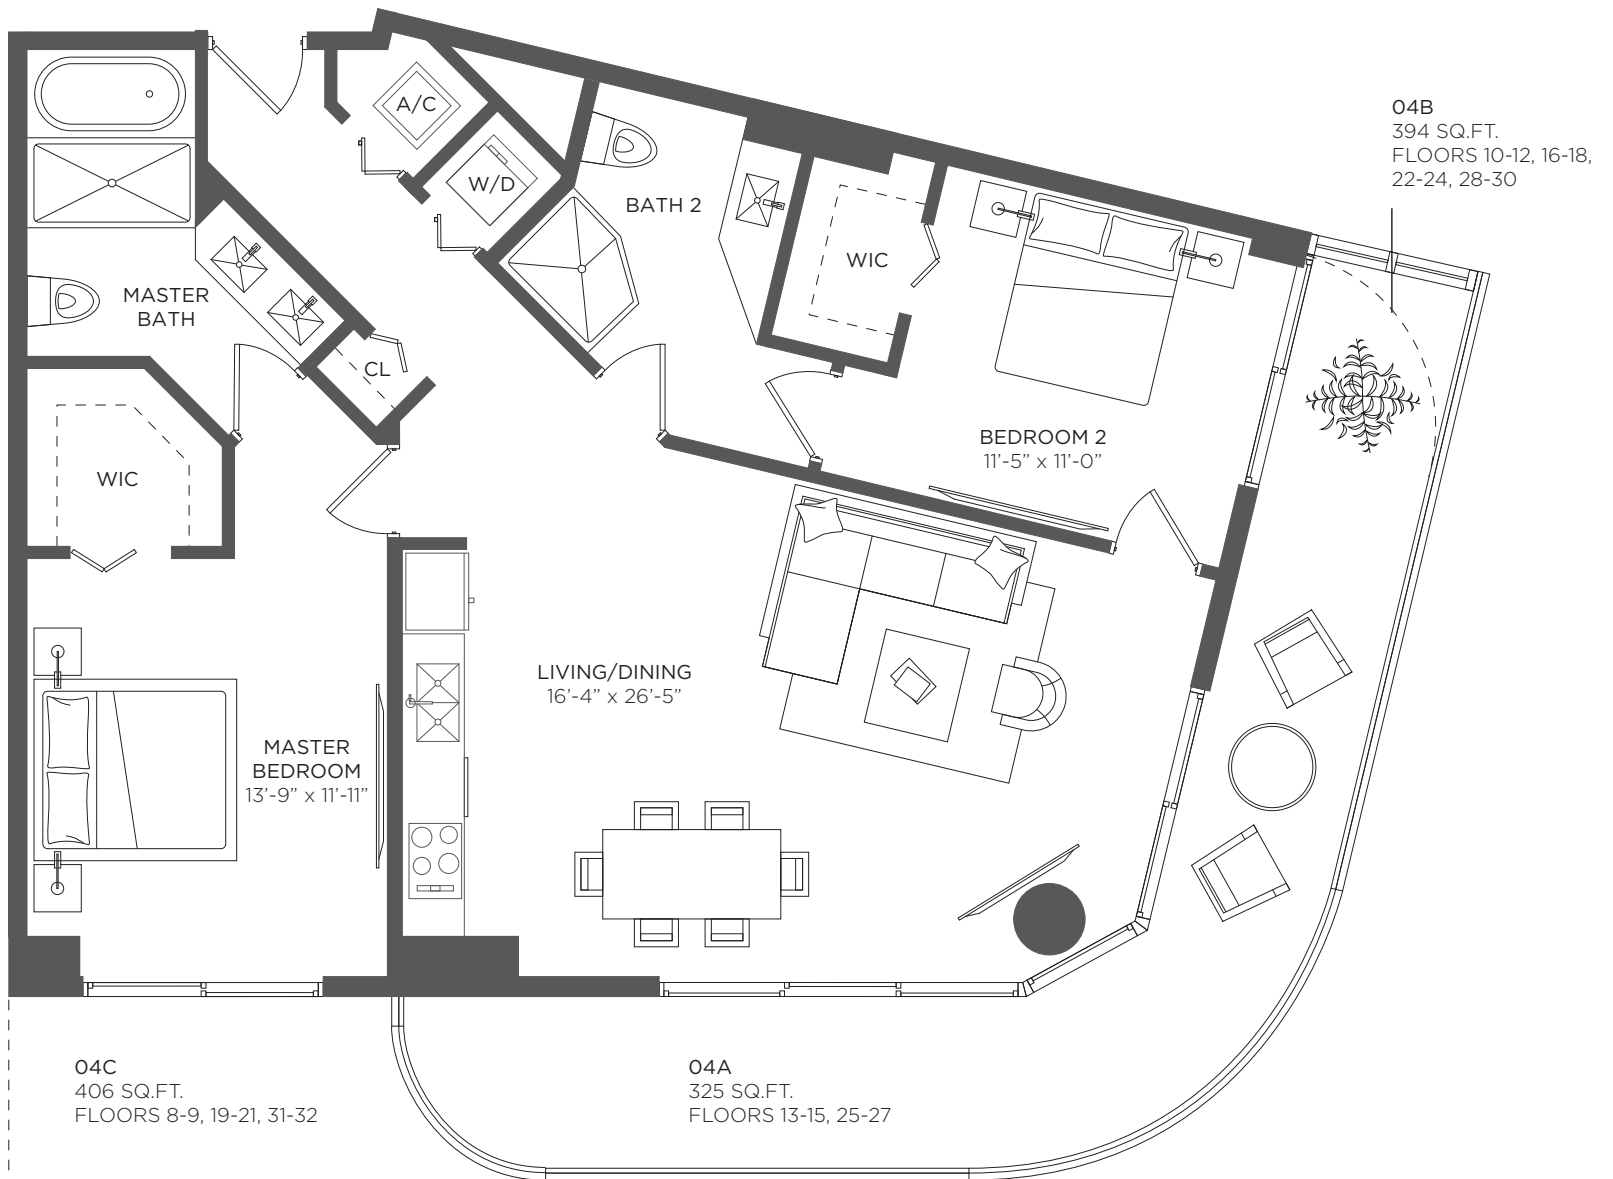 A/C
W/D
BATH 2
WIC
04B
394 SQ.FT.
FLOORS 10-12, 16-18,
22-24, 28-30
MASTER
BATH
CL
WIC
BEDROOM 2
11’-5” x 11’-0”
LIVING/DINING
16’-4” x 26’-5”
MASTER
BEDROOM
13’-9” x 11’-11”
04C
406 SQ.FT.
FLOORS 8-9, 19-21, 31-32
04A
325 SQ.FT.
FLOORS 13-15, 25-27